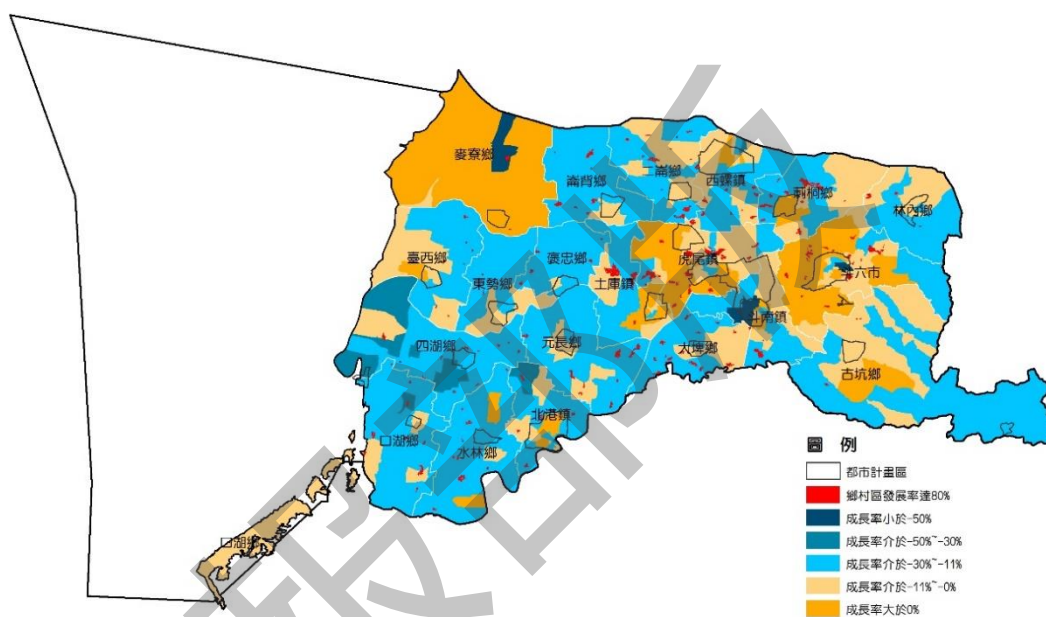 麥寮鄉
崙背鄉
二崙鄉
西螺鎮
莿桐鄉
林內鄉
臺西鄉
東勢鄉
褒忠鄉
土庫鎮
虎尾鎮
斗六市
斗南鎮
四湖鄉
元長鄉
大埤鄉
古坑鄉
口湖鄉
水林鄉
北港鎮
口湖鄉
圖 例
都市計畫區
鄉村區發展率達80%
成長率小於-50%
成長率介於-50%~-30%
成長率介於-30%~-11%
成長率介於-11%~-0%
成長率大於0%